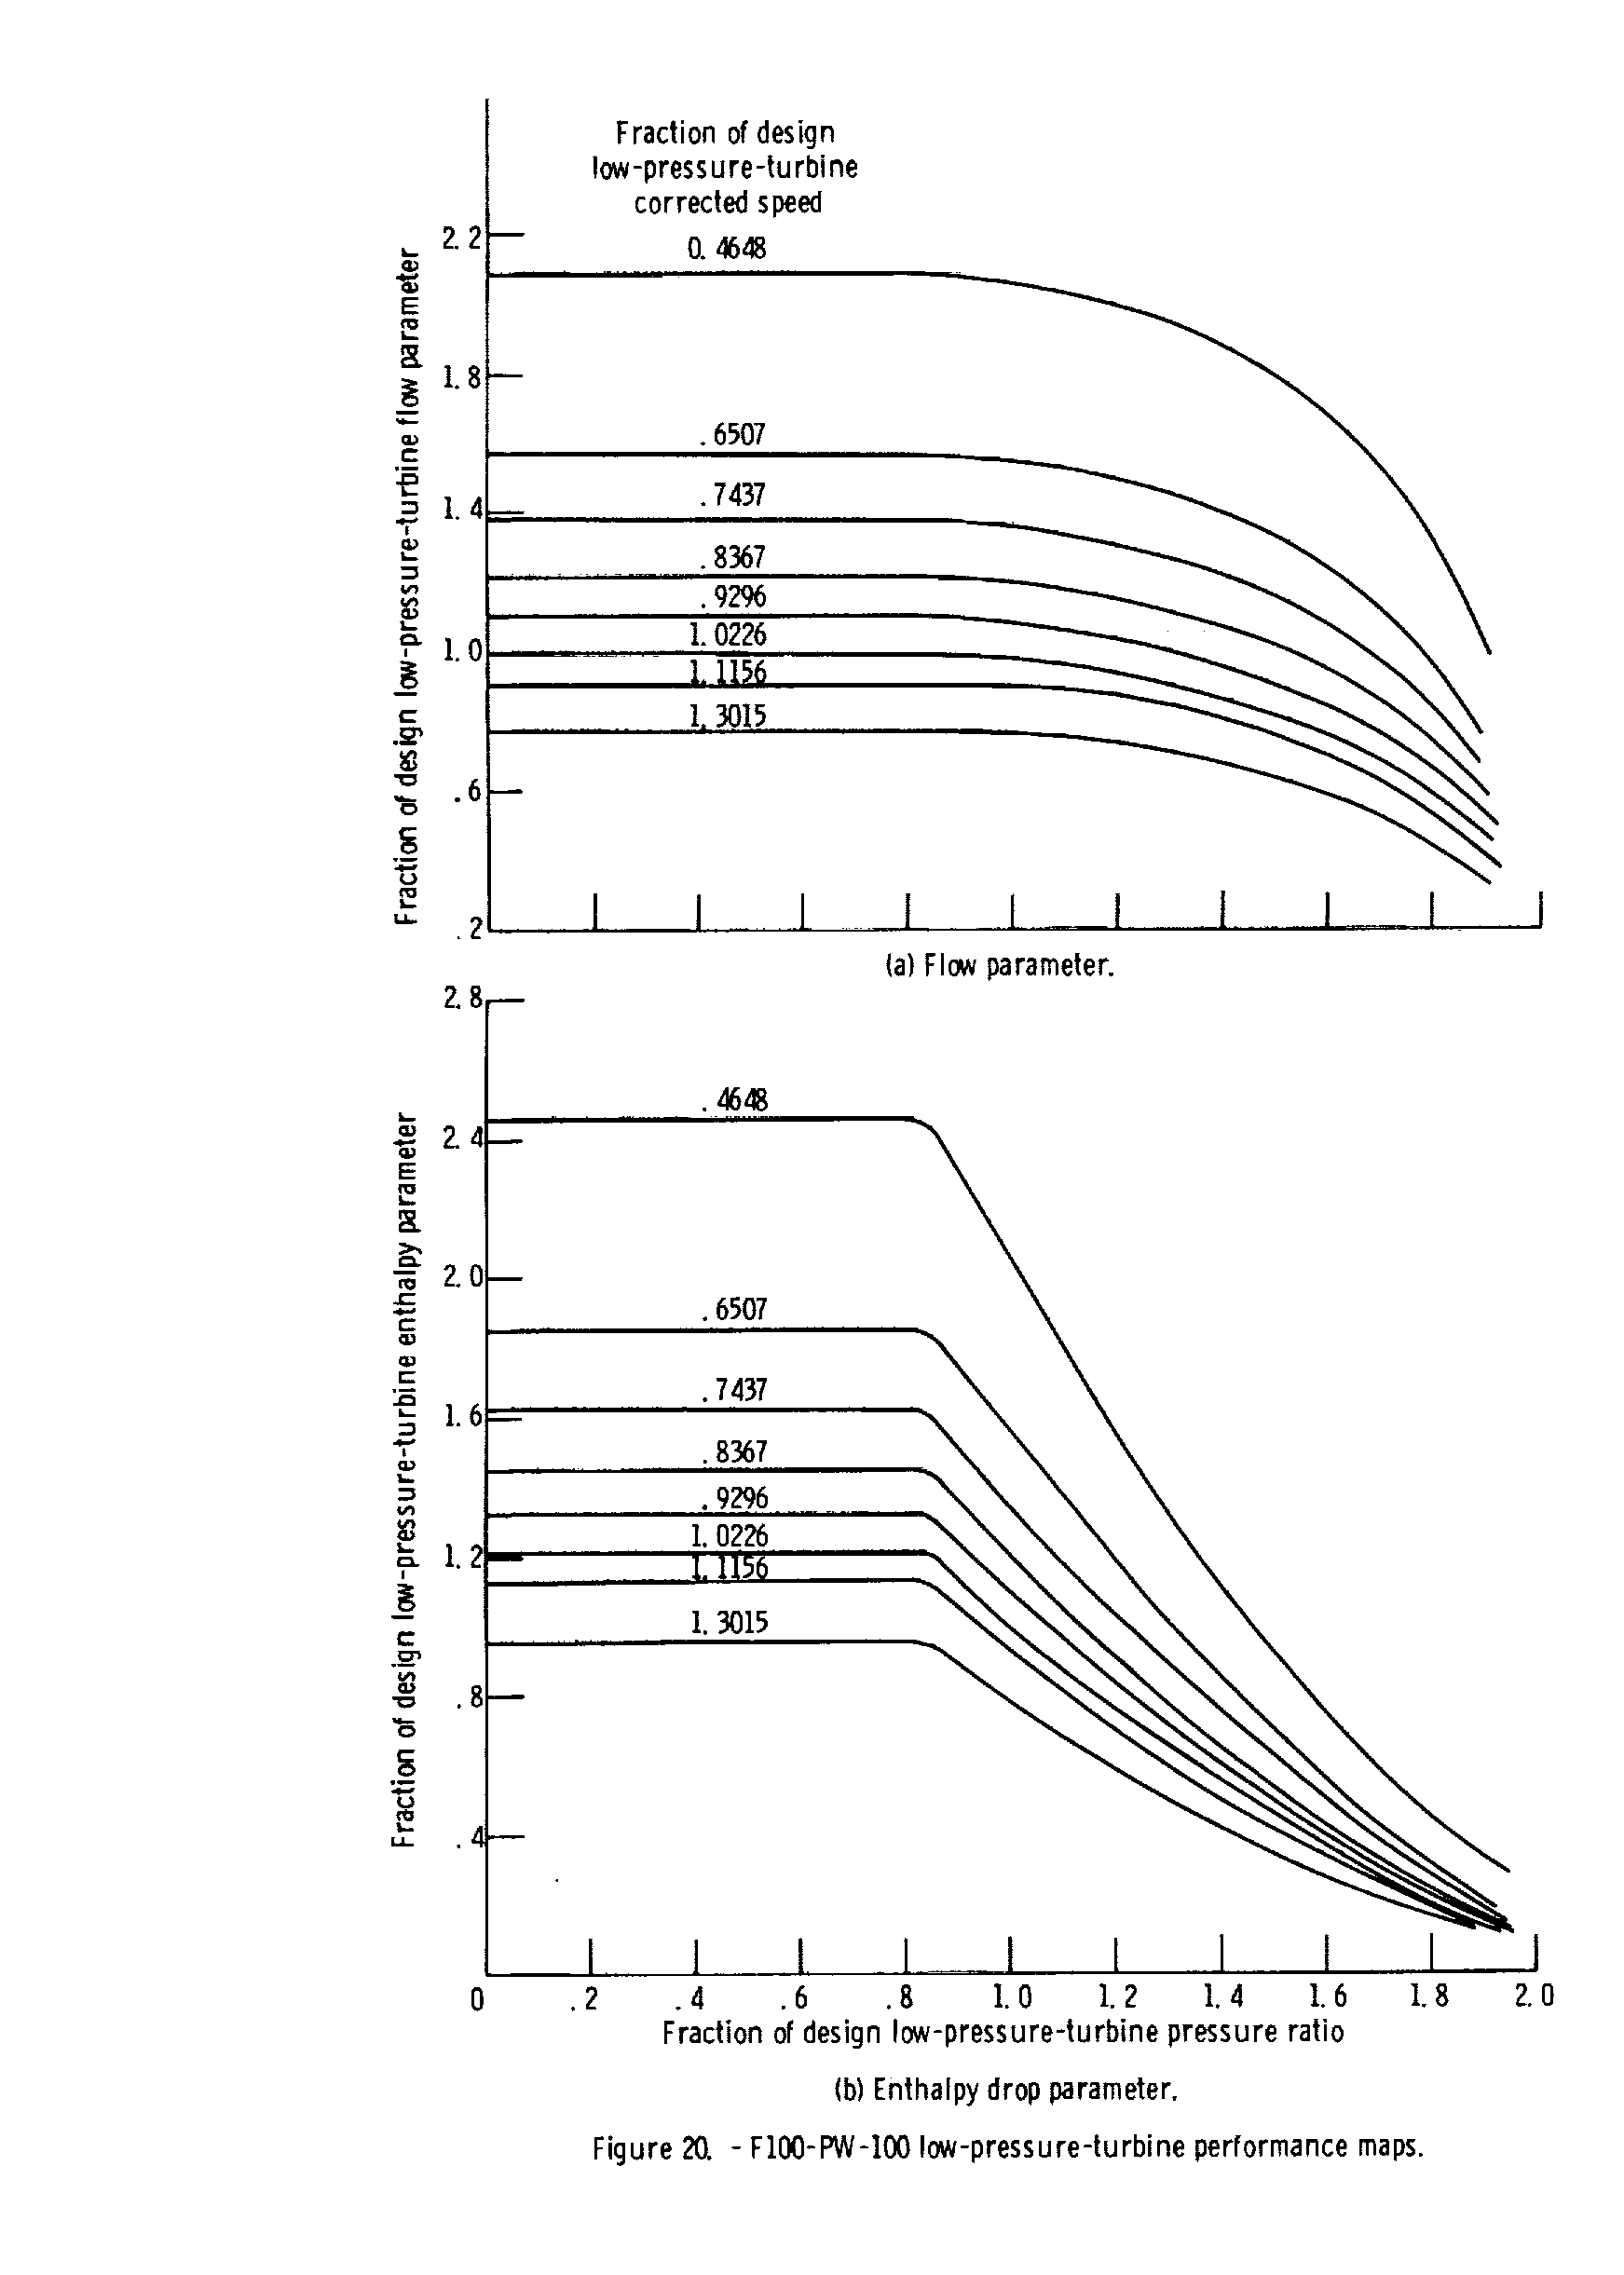 Fraction of design
low-pressure-turbine
corrected speed
0.4648
2.2
1.8
.6507
.7437
1.4
.8367
.9296
1.0226
1.0
1.1156
1.3015
.6
.2
Fraction of design low-pressure-turbine flow parameter
(a) Flow parameter.
2.8
.4648
2.4
2.0
.6507
.7437
1.6
.8367
.9296
1.0226
1.2
1.1156
1.3015
.8
.4
Fraction of design low-pressure-turbine enthalpy parameter
0 .2 .4 .6 .8 1.0 1.2 1.4 1.6 1.8 2.0
Fraction of design low-pressure-turbine pressure ratio
(b) Enthalpy drop parameter.
Figure 20. - F100-PW-100 low-pressure-turbine performance maps.